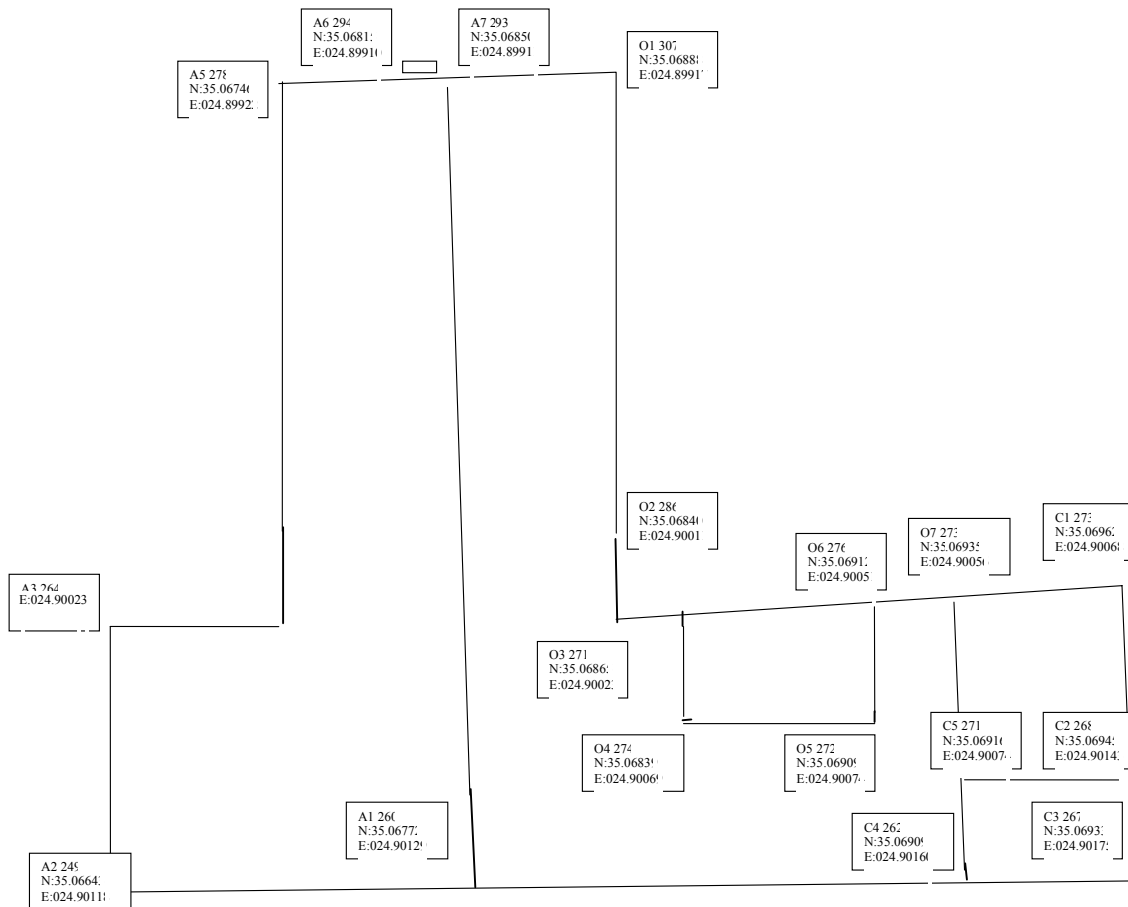 A6 294
N:35.0681
E:024.8991
A7 293
N:35.0685
E:024.8991
O1 307
N:35.0688
E:024.8991
A5 278
N:35.0674
E:024.8992
O2 286
N:35.0684
E:024.9001
C1 273
N:35.0696
E:024.9006
O7 273
N:35.0693
E:024.9005
O6 276
N:35.0691
E:024.9005
A3 264
E:024.90023
O3 271
N:35.0686
E:024.9002
C5 271
N:35.0691
E:024.9007
C2 268
N:35.0694
E:024.9014
O4 274
N:35.0683
E:024.9006
O5 272
N:35.0690
E:024.9007
A1 260
N:35.0677
E:024.9012
C4 262
N:35.0690
E:024.9016
C3 267
N:35.0693
E:024.9017
A2 249
N:35.0664
E:024.9011